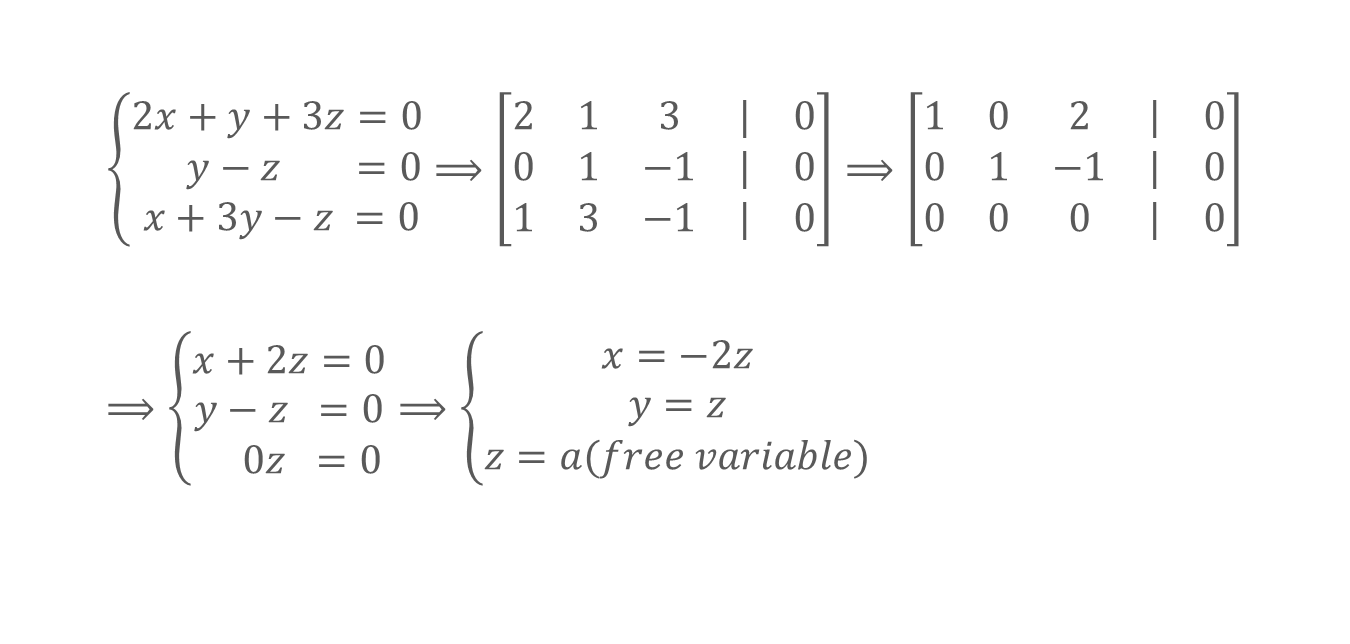 {2x + y + 3z = 0 [2 1 3 | 0] [1 0 2 | 0]
y − z = 0 ⟹ [0 1 −1 | 0] ⟹ [0 1 −1 | 0]
x + 3y − z = 0 [1 3 −1 | 0] [0 0 0 | 0]
{x + 2z = 0 {x = −2z
⟹ y − z = 0 ⟹ y = z
0z = 0 z = a(free variable)